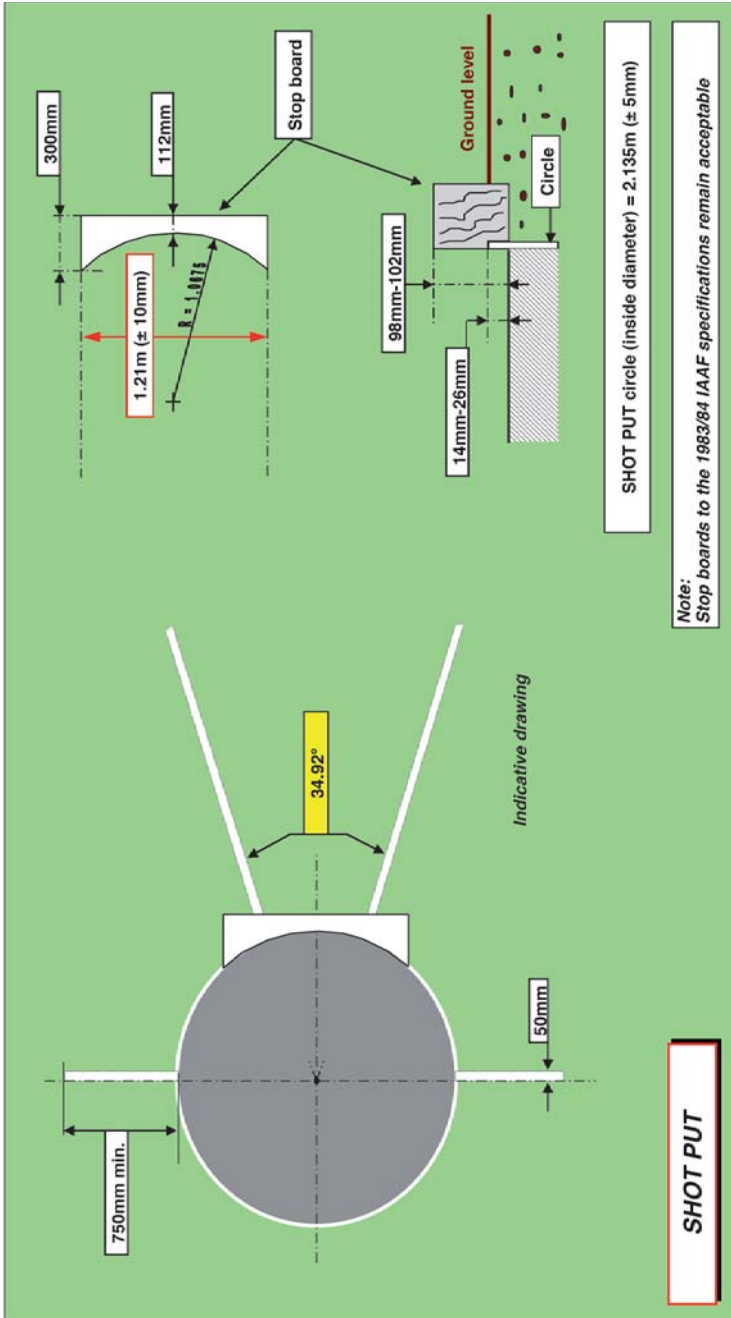 300mm
112mm
1.21m (± 10mm)
R = 1.0675
Stop board
98mm-102mm
14mm-26mm
Ground level
Circle
SHOT PUT circle (inside diameter) = 2.135m (± 5mm)
Note:
Stop boards to the 1983/84 IAAF specifications remain acceptable
750mm min.
34.92º
50mm
Indicative drawing
SHOT PUT